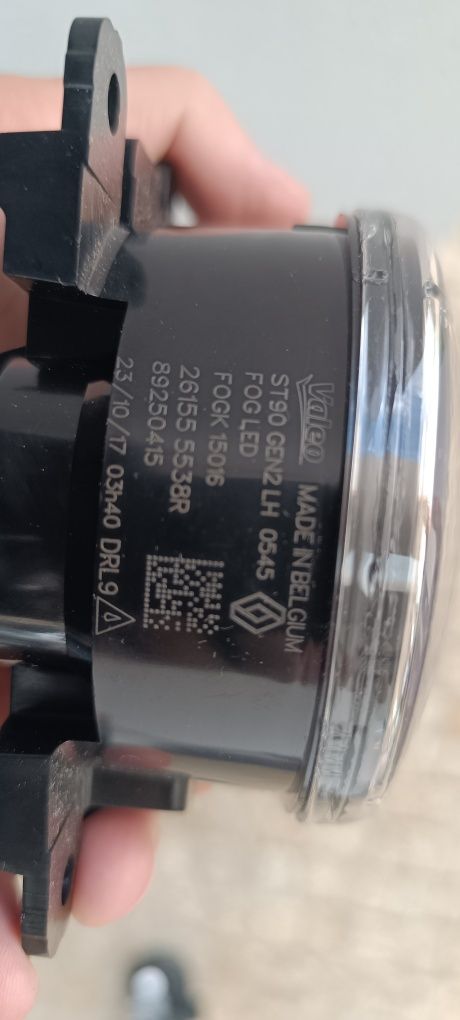 Valeo MADE IN BELGIUM
ST90 GEN2 LH 0545
FOG LED
FOGK 15016
26155 5538R
89250415
23/10/17 03h40 DRL9